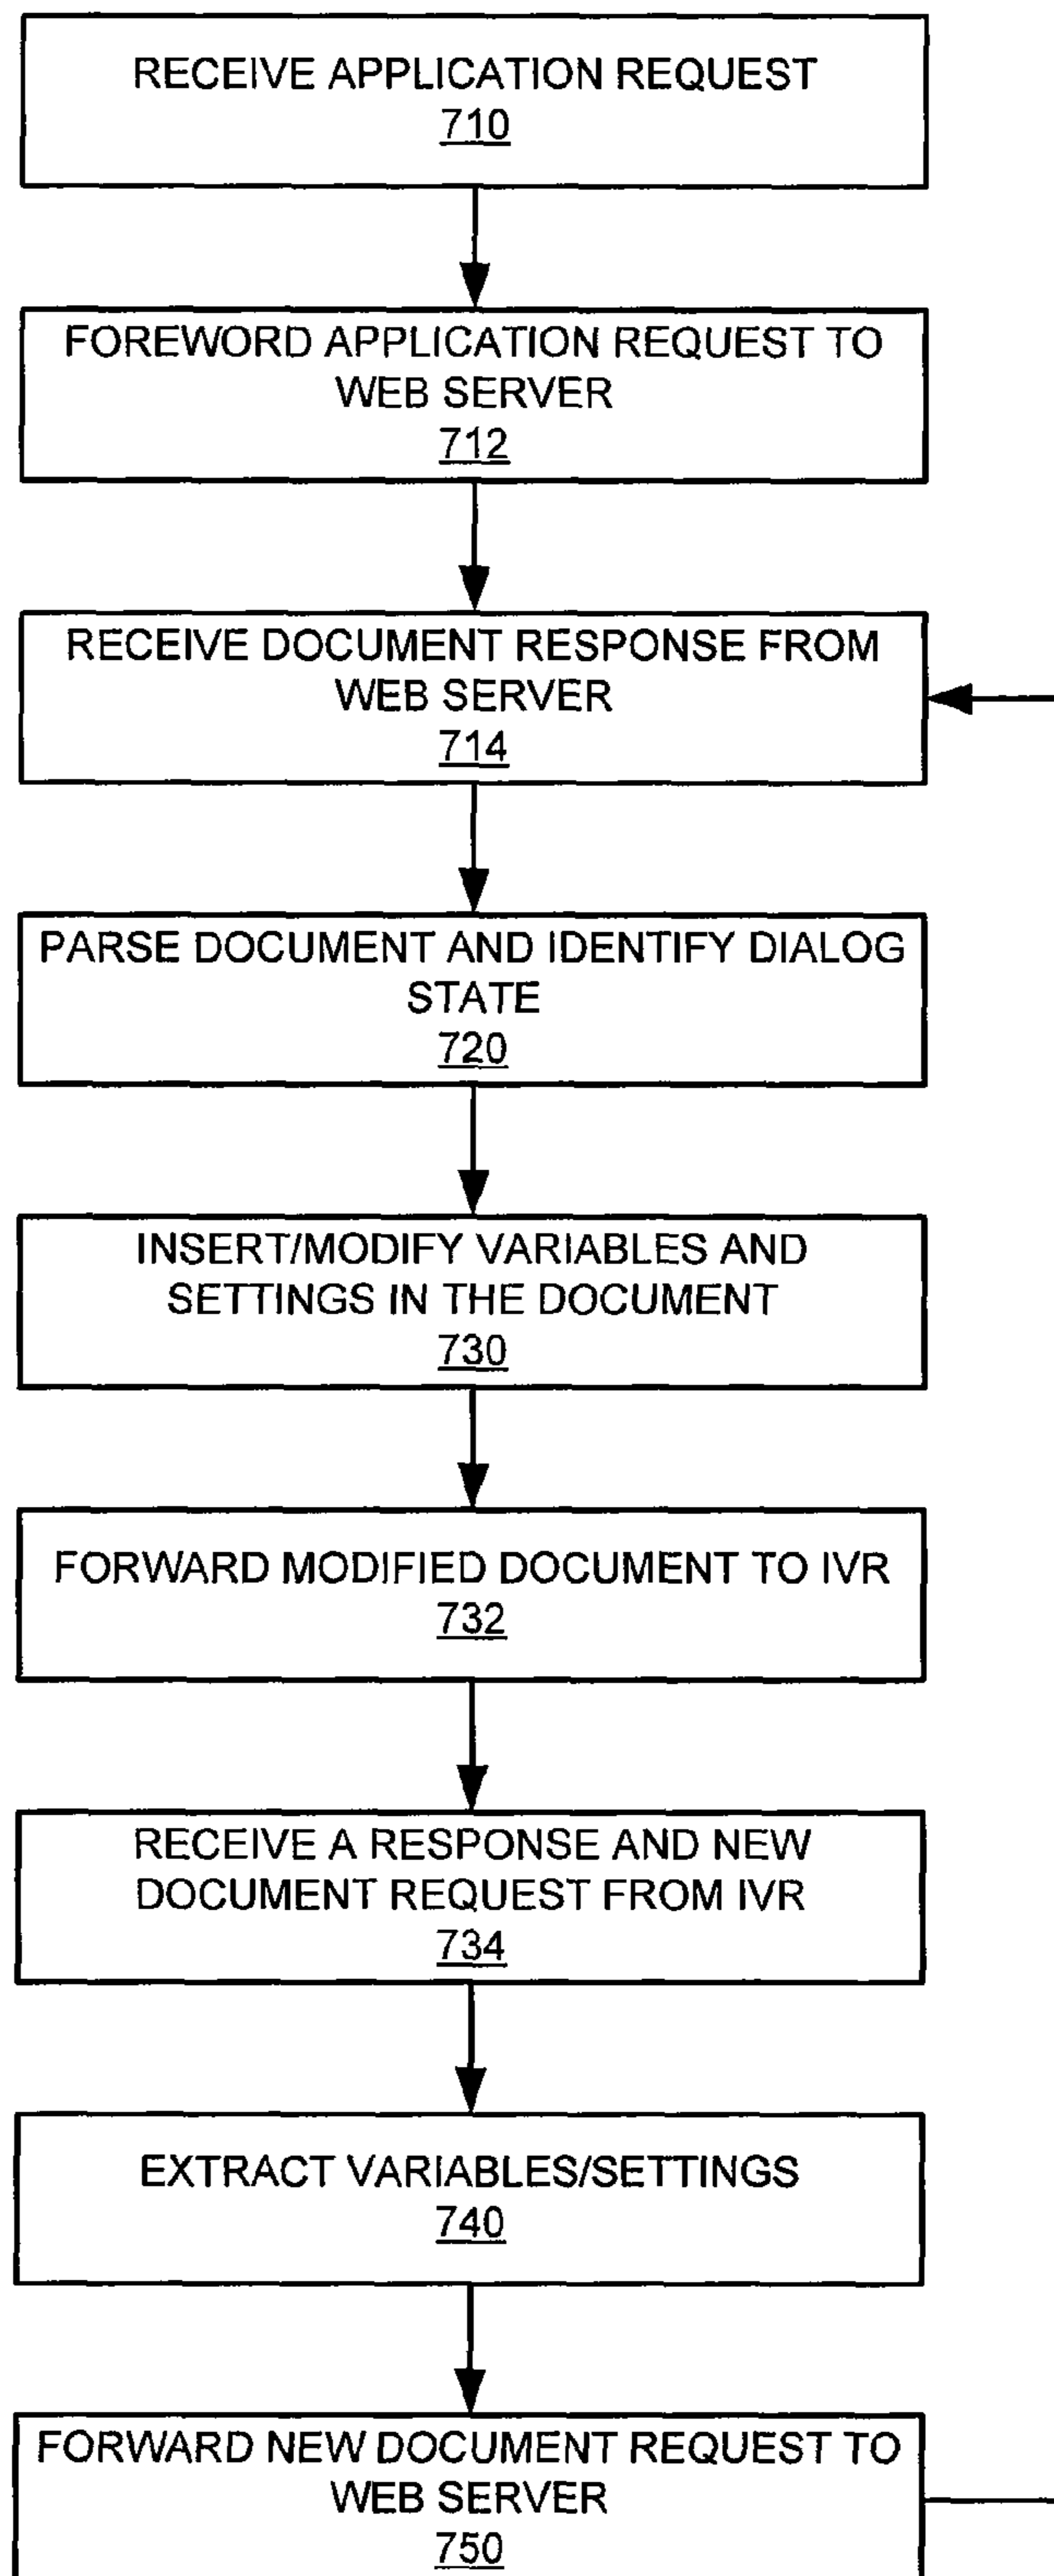 RECEIVE APPLICATION REQUEST
710
FOREWORD APPLICATION REQUEST TO
WEB SERVER
712
RECEIVE DOCUMENT RESPONSE FROM
WEB SERVER
714
PARSE DOCUMENT AND IDENTIFY DIALOG
STATE
720
INSERT/MODIFY VARIABLES AND
SETTINGS IN THE DOCUMENT
730
FORWARD MODIFIED DOCUMENT TO IVR
732
RECEIVE A RESPONSE AND NEW
DOCUMENT REQUEST FROM IVR
734
EXTRACT VARIABLES/SETTINGS
740
FORWARD NEW DOCUMENT REQUEST TO
WEB SERVER
750